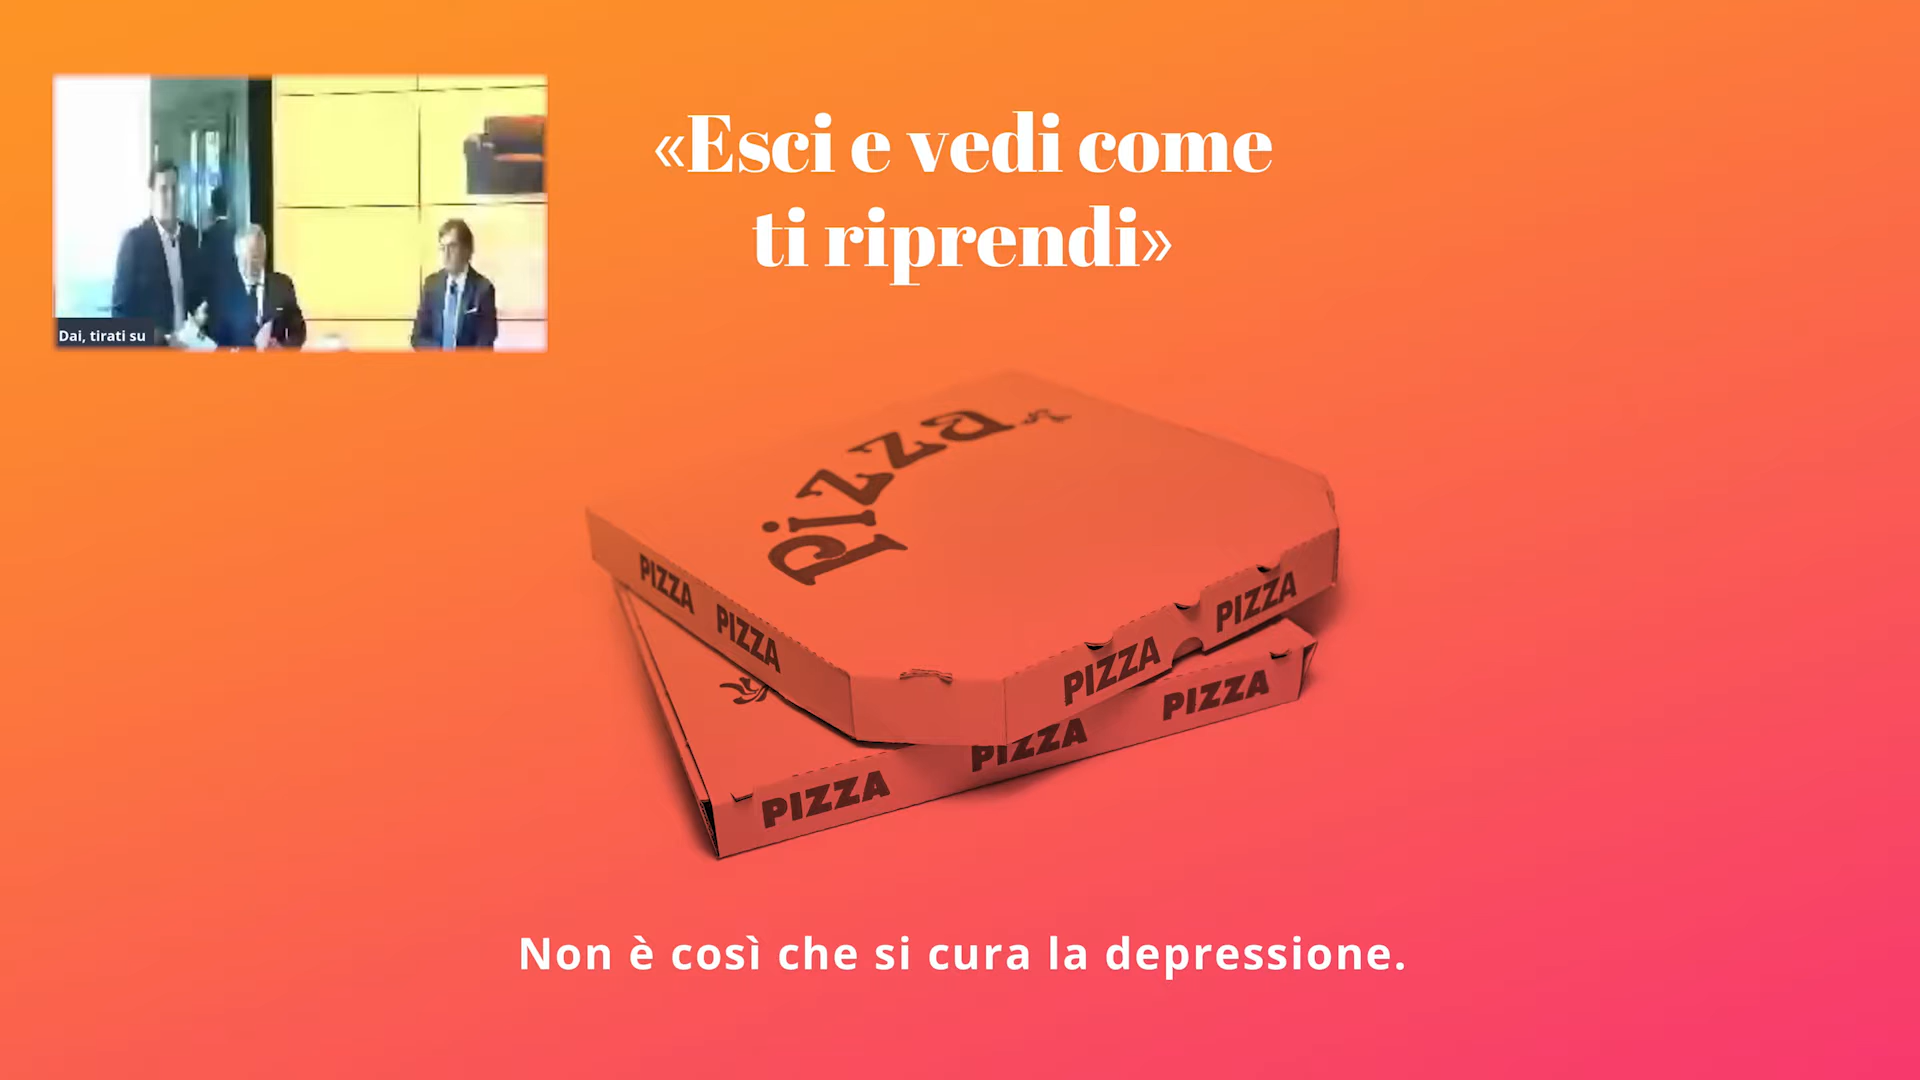 «Esci e vedi come
ti riprendi»
Dai, tirati su
Pizza
PIZZA PIZZA
PIZZA PIZZA
PIZZA PIZZA PIZZA
Non è così che si cura la depressione.